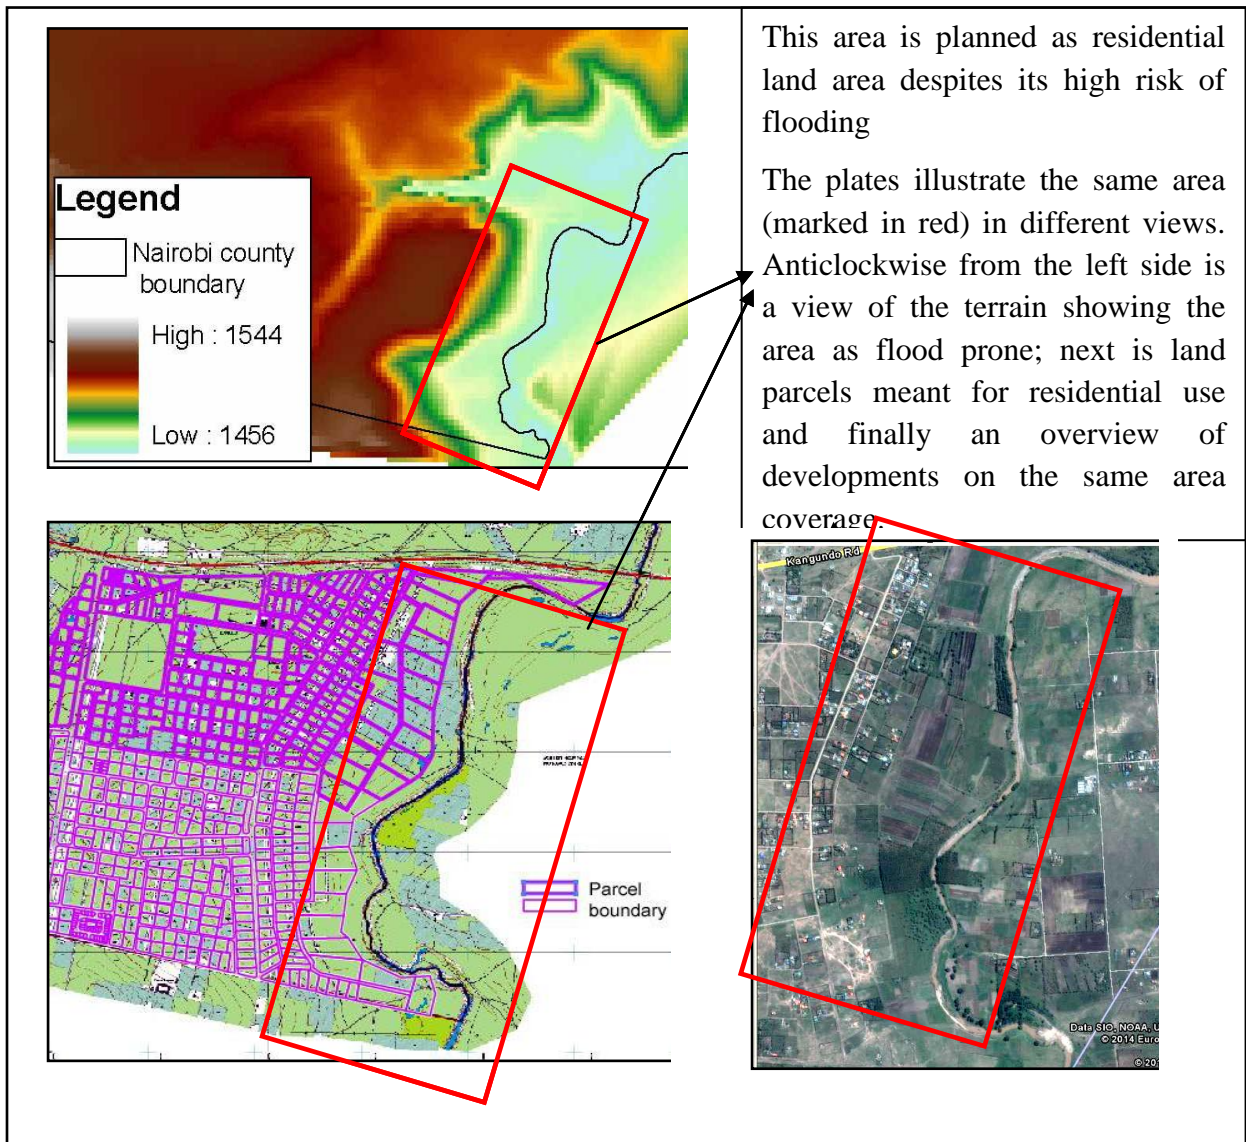 This area is planned as residential
land area despites its high risk of
flooding
The plates illustrate the same area
(marked in red) in different views.
Anticlockwise from the left side is
a view of the terrain showing the
area as flood prone; next is land
parcels meant for residential use
and finally an overview of
developments on the same area
coverage.
Legend
Nairobi county
boundary
High : 1544
Low : 1456
Parcel
boundary
Kangundo Rd
Data SIO, NOAA, U
© 2014 Euro
© 20